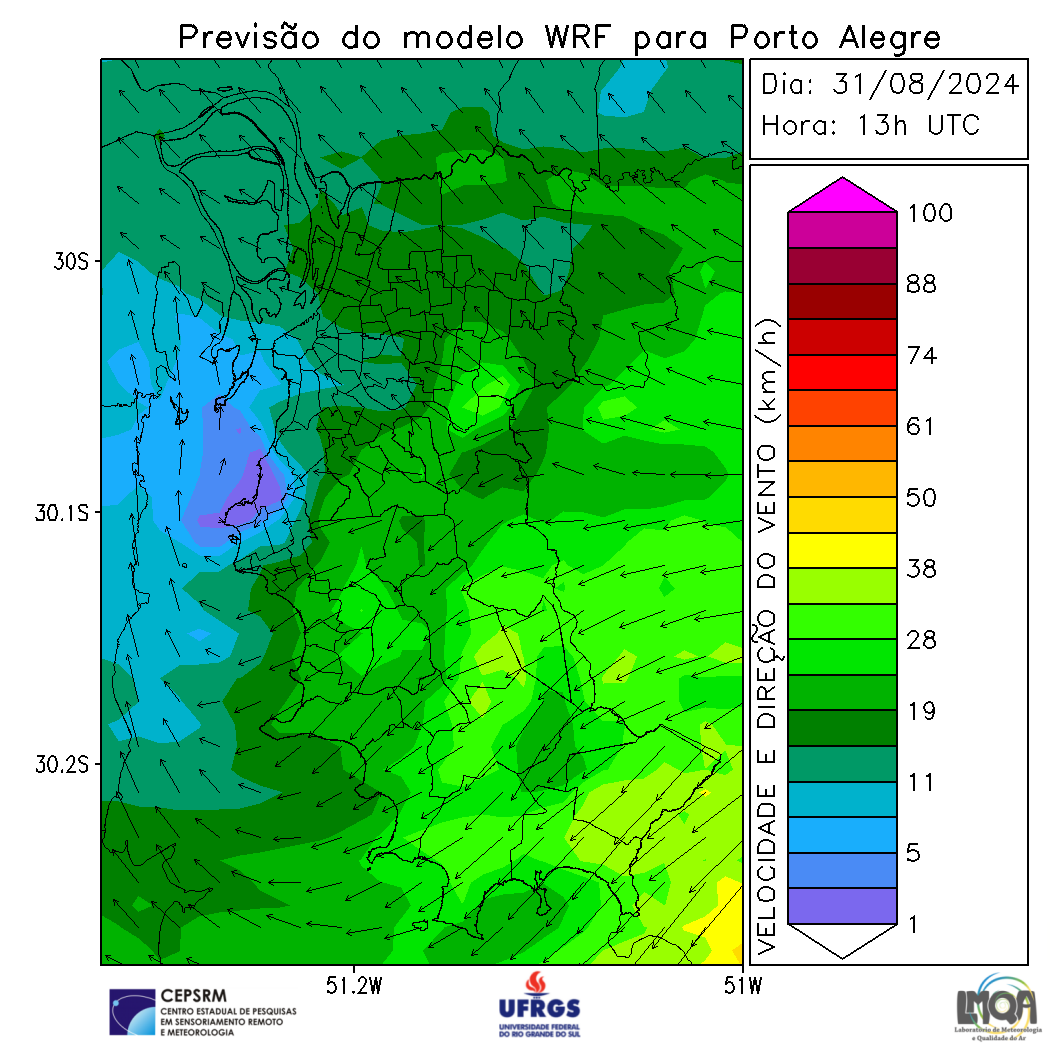 Previsão do modelo WRF para Porto Alegre
Dia: 31/08/2024
Hora: 13h UTC
30S
30.1S
30.2S
51.2W
51W
VELOCIDADE E DIREÇÃO DO VENTO (km/h)
100
88
74
61
50
38
28
19
11
5
1
CEPSRM
CENTRO ESTADUAL DE PESQUISAS
EM SENSORIAMENTO REMOTO
E METEOROLOGIA
UFRGS
UNIVERSIDADE FEDERAL
DO RIO GRANDE DO SUL
LMQA
Laboratório de Meteorologia
e Qualidade do Ar